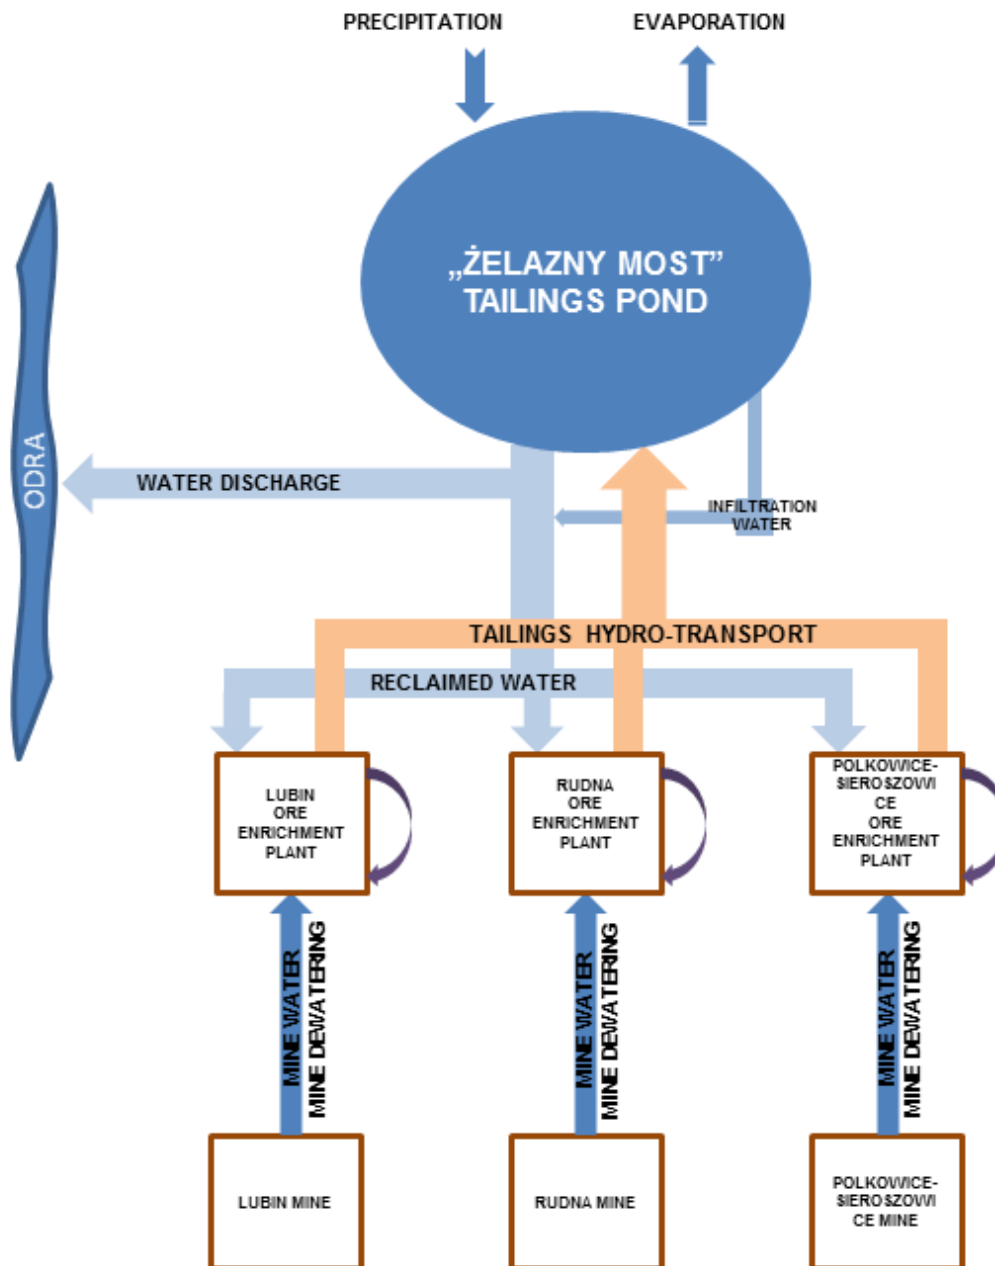 PRECIPITATION
EVAPORATION
„ŻELAZNY MOST”
TAILINGS POND
ODRA
WATER DISCHARGE
INFILTRATION
WATER
TAILINGS HYDRO-TRANSPORT
RECLAIMED WATER
LUBIN
ORE
ENRICHMENT
PLANT
RUDNA
ORE
ENRICHMENT
PLANT
POLKOWICE-
SIEROSZOWI
CE
ORE
ENRICHMENT
PLANT
MINE WATER
MINE DEWATERING
MINE WATER
MINE DEWATERING
MINE WATER
MINE DEWATERING
LUBIN MINE
RUDNA MINE
POLKOWICE-
SIEROSZOWI
CE MINE